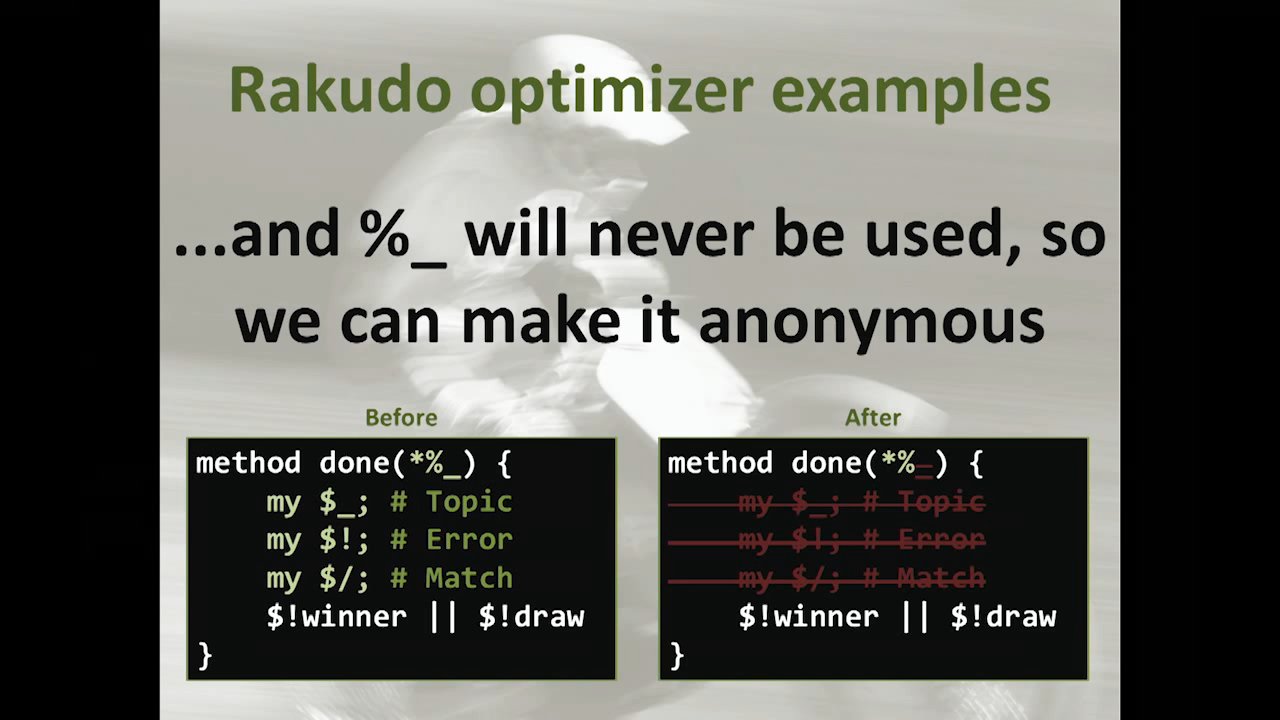 Rakudo optimizer examples
...and %_ will never be used, so
we can make it anonymous
Before
method done(*%_) {
    my $_; # Topic
    my $!; # Error
    my $/; # Match
    $!winner || $!draw
}
After
method done(*%_) {
    my $_; # Topic
    my $!; # Error
    my $/; # Match
    $!winner || $!draw
}